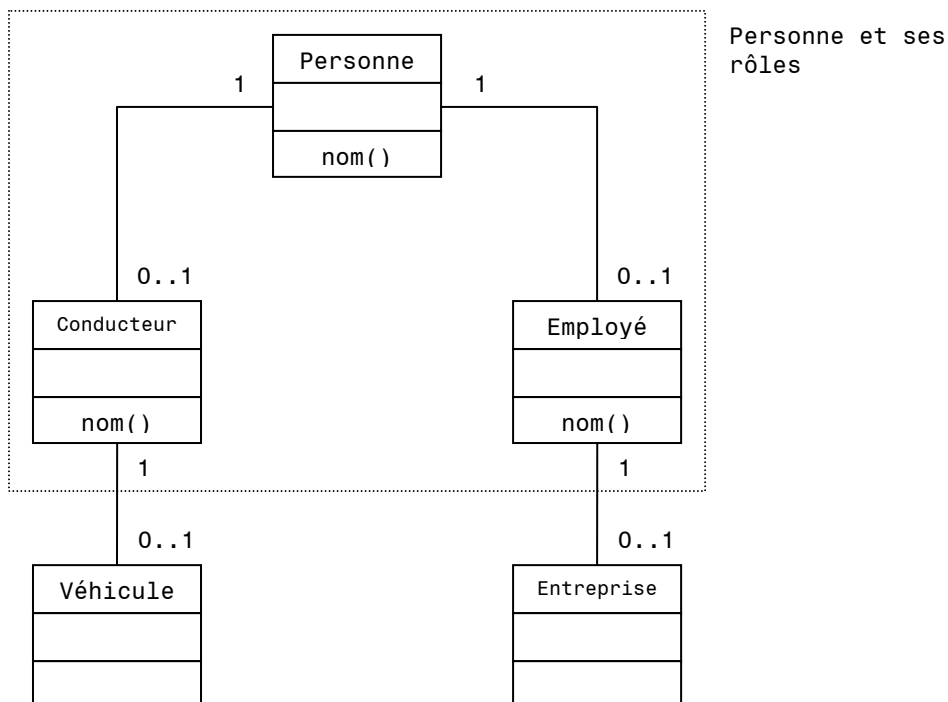 Personne et ses
rôles
Personne
1
1
nom()
0..1
0..1
Conducteur
Employé
nom()
nom()
1
1
0..1
0..1
Véhicule
Entreprise